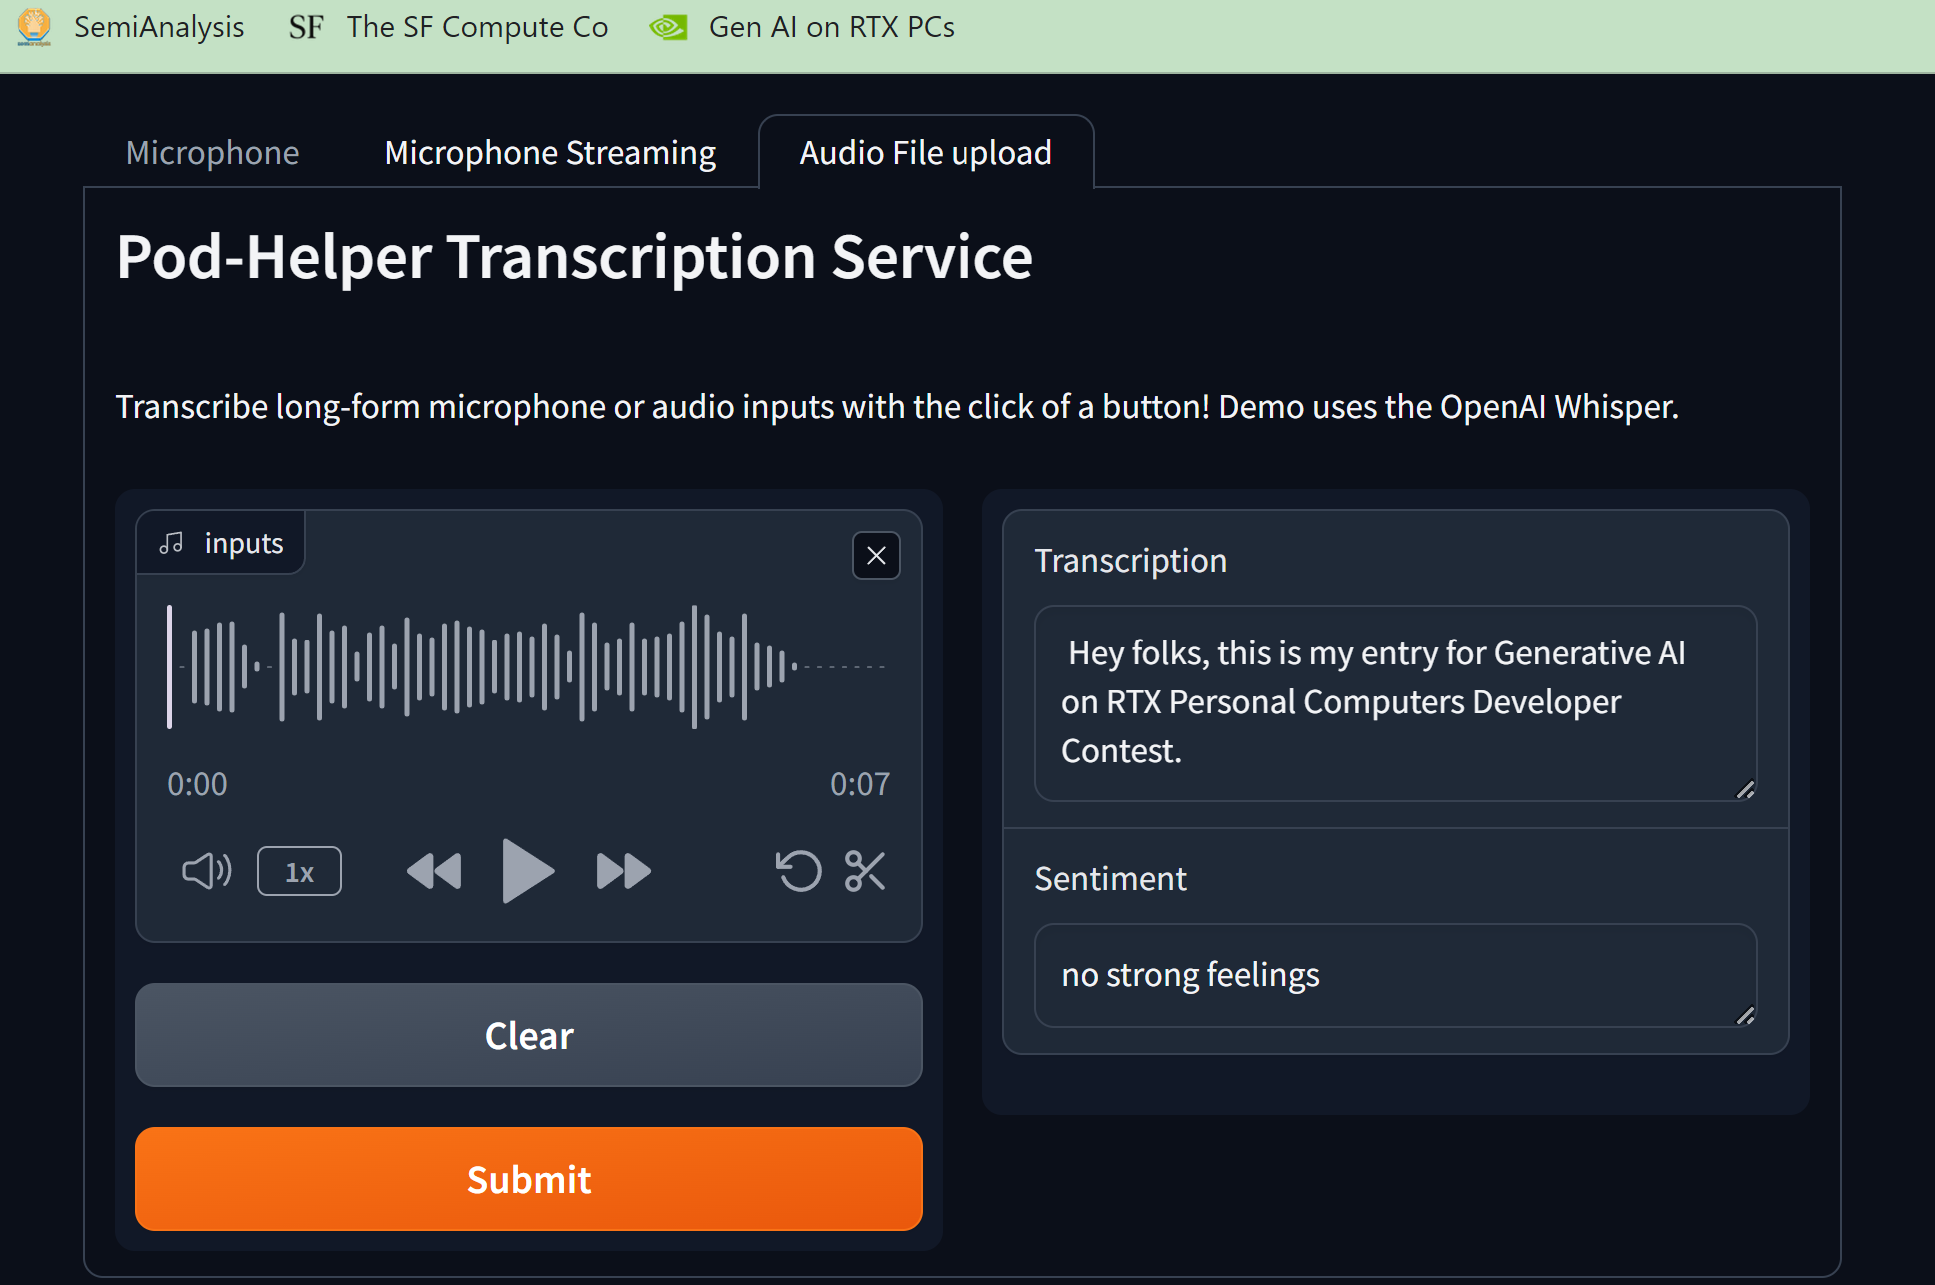 SemiAnalysis SF The SF Compute Co Gen AI on RTX PCs
Microphone Microphone Streaming Audio File upload
Pod-Helper Transcription Service
Transcribe long-form microphone or audio inputs with the click of a button! Demo uses the OpenAI Whisper.
inputs
0:00 0:07
1x
Clear
Submit
Transcription
Hey folks, this is my entry for Generative AI
on RTX Personal Computers Developer
Contest.
Sentiment
no strong feelings